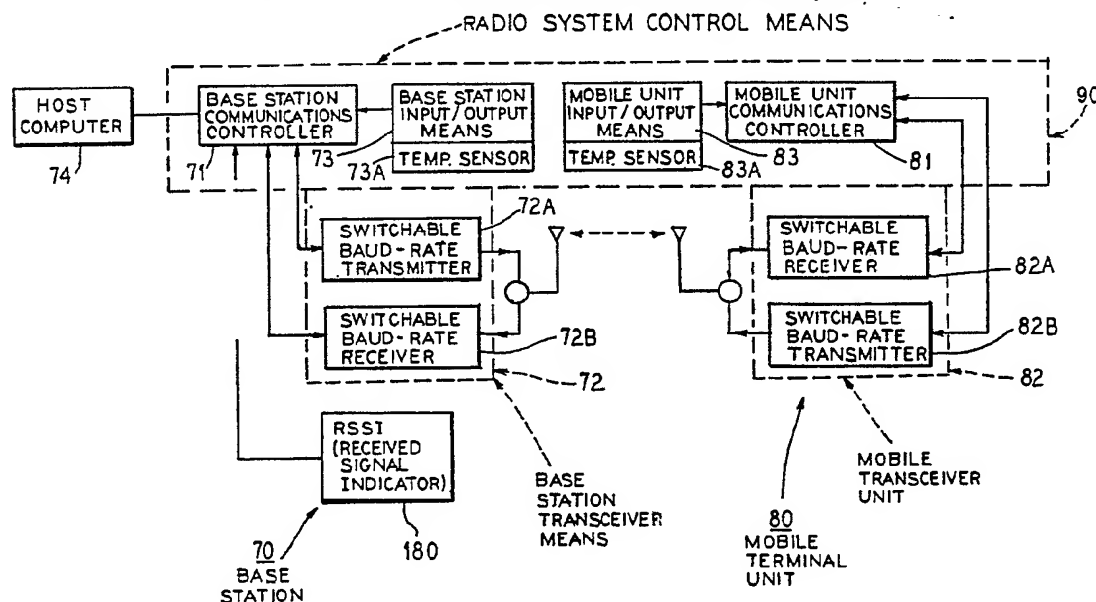 RADIO SYSTEM CONTROL MEANS
HOST
COMPUTER
74
BASE STATION
COMMUNICATIONS
CONTROLLER
71
BASE STATION
INPUT/OUTPUT
MEANS
TEMP. SENSOR
73
73A
MOBILE UNIT
INPUT/OUTPUT
MEANS
TEMP. SENSOR
83
83A
MOBILE UNIT
COMMUNICATIONS
CONTROLLER
81
90
72A
SWITCHABLE
BAUD-RATE
TRANSMITTER
SWITCHABLE
BAUD-RATE
RECEIVER
72B
72
SWITCHABLE
BAUD-RATE
RECEIVER
82A
SWITCHABLE
BAUD-RATE
TRANSMITTER
82B
82
RSSI
(RECEIVED
SIGNAL
INDICATOR)
180
70
BASE
STATION
BASE
STATION
TRANSCEIVER
MEANS
80
MOBILE
TERMINAL
UNIT
MOBILE
TRANSCEIVER
UNIT